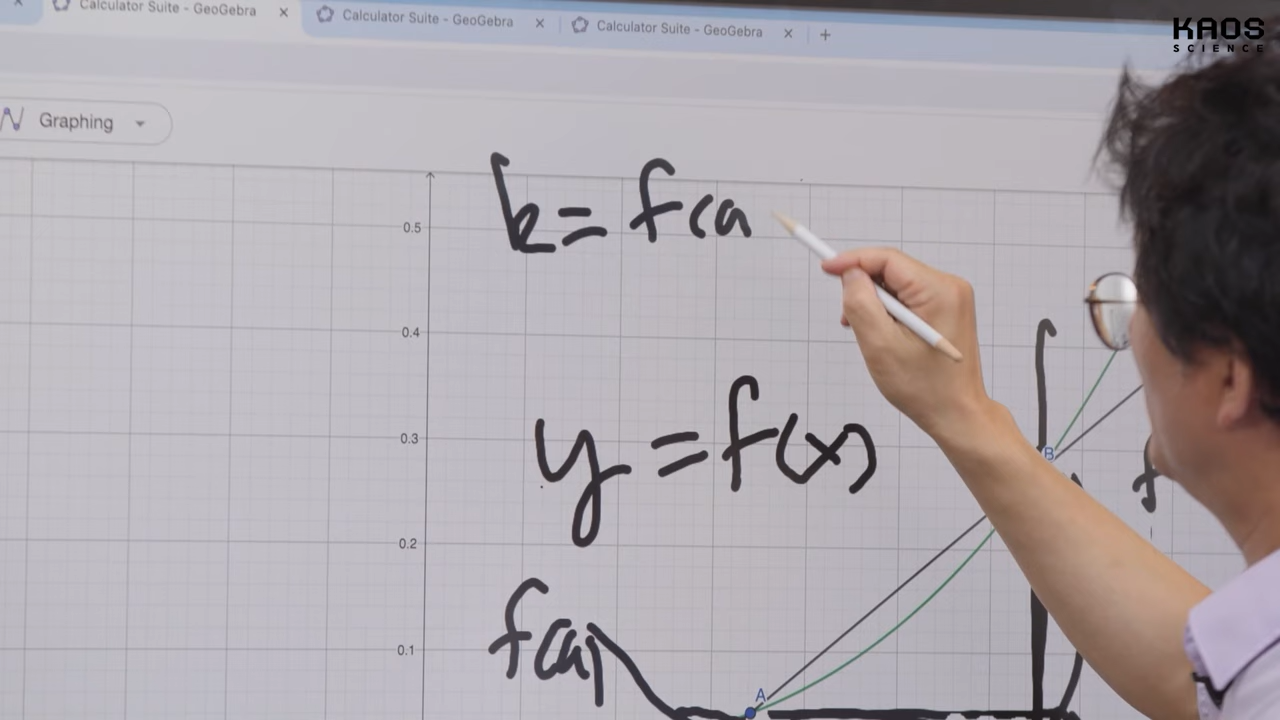 Calculator Suite - GeoGebra
Calculator Suite - GeoGebra
Calculator Suite - GeoGebra
KAOS
SCIENCE
Graphing
k = f(a
0.5
0.4
B
0.3
y = f(x)
f
0.2
f(a)
0.1
A